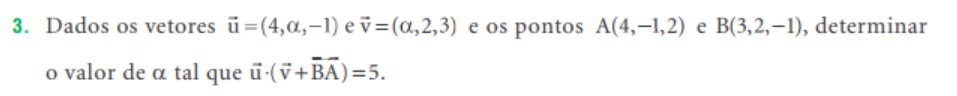 3. Dados os vetores u⃗=(4,α,−1) e v⃗=(α,2,3) e os pontos A(4,−1,2) e B(3,2,−1), determinar
o valor de α tal que u⃗·(v⃗+B⃗A⃗)=5.